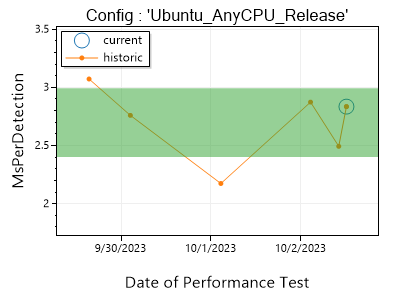 Config : 'Ubuntu_AnyCPU_Release'
3.5
current
historic
3
2.5
2
MsPerDetection
9/30/2023
10/1/2023
10/2/2023
Date of Performance Test